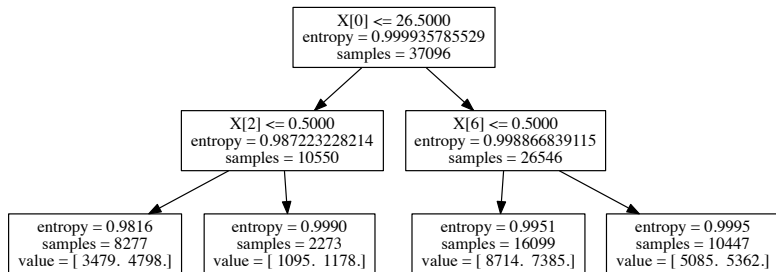 X[0] <= 26.5000
entropy = 0.999935785529
samples = 37096
X[2] <= 0.5000
entropy = 0.987223228214
samples = 10550
X[6] <= 0.5000
entropy = 0.998866839115
samples = 26546
entropy = 0.9816
samples = 8277
value = [ 3479. 4798.]
entropy = 0.9990
samples = 2273
value = [ 1095. 1178.]
entropy = 0.9951
samples = 16099
value = [ 8714. 7385.]
entropy = 0.9995
samples = 10447
value = [ 5085. 5362.]